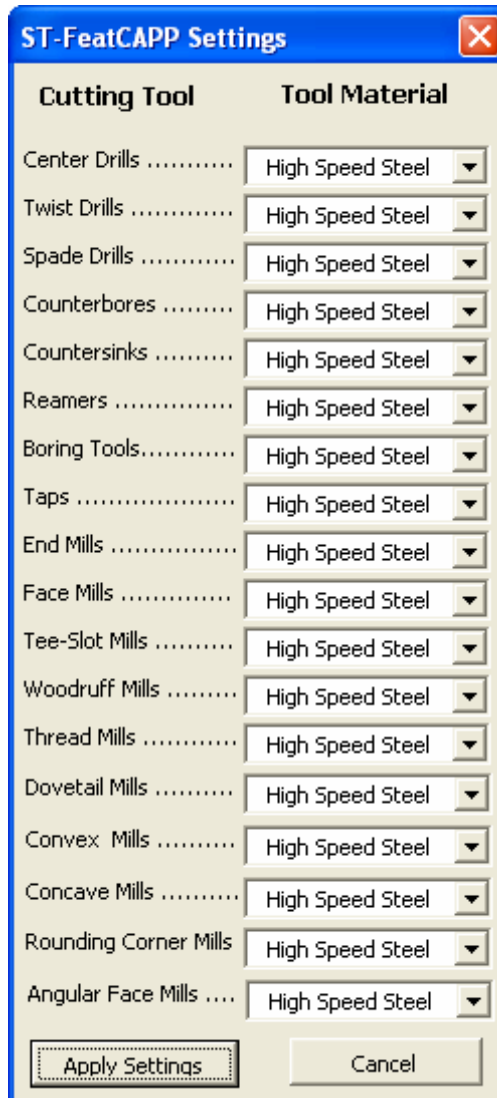 ST-FeatCAPP Settings
Cutting Tool Tool Material
Center Drills ........... High Speed Steel
Twist Drills ............. High Speed Steel
Spade Drills ............ High Speed Steel
Counterbores ......... High Speed Steel
Countersinks .......... High Speed Steel
Reamers ............... High Speed Steel
Boring Tools............ High Speed Steel
Taps .................... High Speed Steel
End Mills ................ High Speed Steel
Face Mills .............. High Speed Steel
Tee-Slot Mills ......... High Speed Steel
Woodruff Mills ......... High Speed Steel
Thread Mills ............ High Speed Steel
Dovetail Mills .......... High Speed Steel
Convex  Mills .......... High Speed Steel
Concave Mills .......... High Speed Steel
Rounding Corner Mills High Speed Steel
Angular Face Mills .... High Speed Steel
Apply Settings Cancel